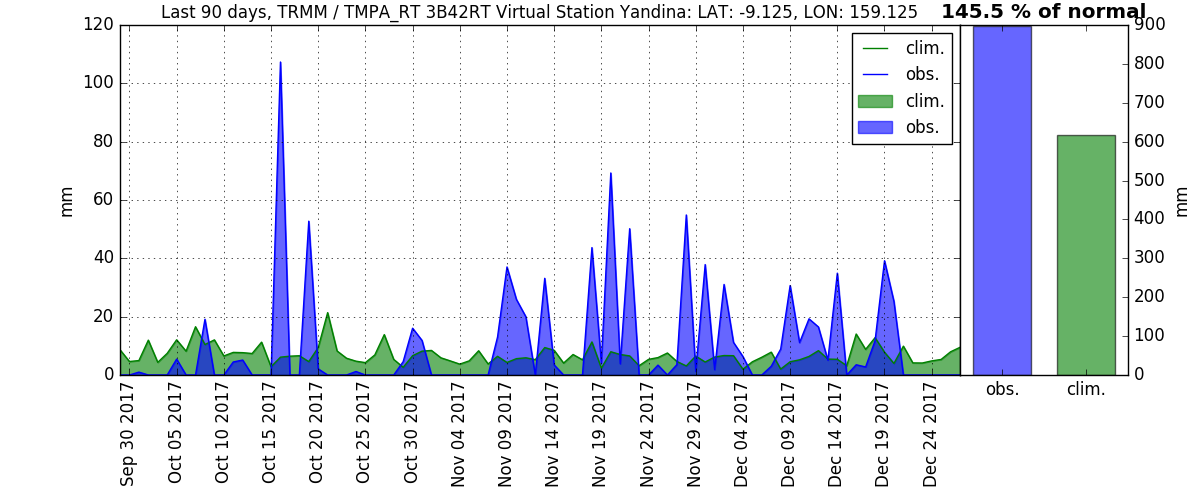 Last 90 days, TRMM / TMPA_RT 3B42RT Virtual Station Yandina: LAT: -9.125, LON: 159.125
145.5 % of normal
mm
120
100
80
60
40
20
0
clim.
obs.
clim.
obs.
Sep 30 2017
Oct 05 2017
Oct 10 2017
Oct 15 2017
Oct 20 2017
Oct 25 2017
Oct 30 2017
Nov 04 2017
Nov 09 2017
Nov 14 2017
Nov 19 2017
Nov 24 2017
Nov 29 2017
Dec 04 2017
Dec 09 2017
Dec 14 2017
Dec 19 2017
Dec 24 2017
900
800
700
600
500
400
300
200
100
0
mm
obs.
clim.